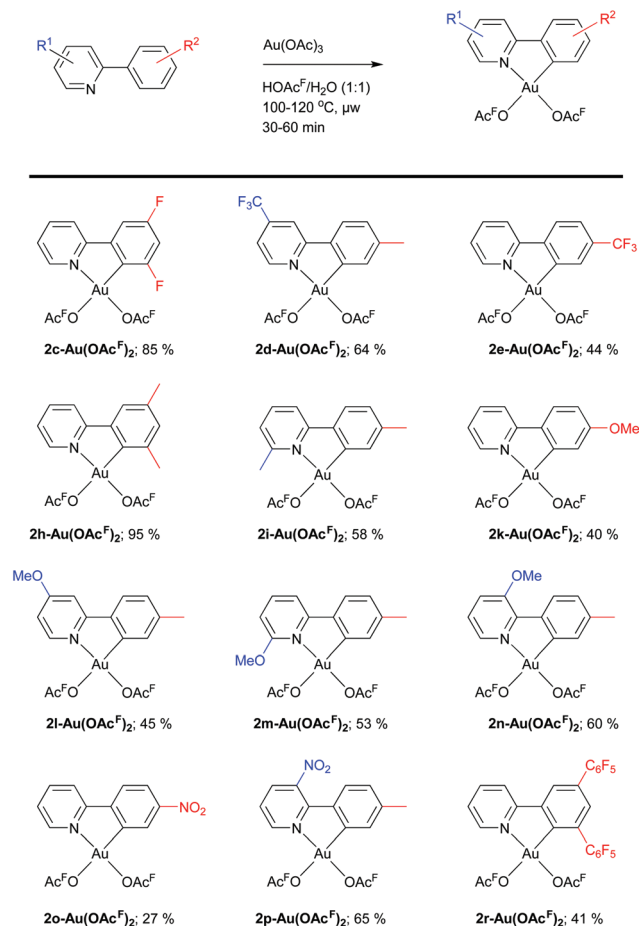 R¹ R² Au(OAc)₃ R¹ R²
N HOAcᶠ/H₂O (1:1) N
100-120 °C, µw Au
30-60 min AcᶠO OAcᶠ
F F₃C
N F N N CF₃
Au Au Au
AcᶠO OAcᶠ AcᶠO OAcᶠ AcᶠO OAcᶠ
2c-Au(OAcᶠ)₂; 85 % 2d-Au(OAcᶠ)₂; 64 % 2e-Au(OAcᶠ)₂; 44 %
N N N OMe
Au Au Au
AcᶠO OAcᶠ AcᶠO OAcᶠ AcᶠO OAcᶠ
2h-Au(OAcᶠ)₂; 95 % 2i-Au(OAcᶠ)₂; 58 % 2k-Au(OAcᶠ)₂; 40 %
MeO OMe
N N N
MeO
Au Au Au
AcᶠO OAcᶠ AcᶠO OAcᶠ AcᶠO OAcᶠ
2l-Au(OAcᶠ)₂; 45 % 2m-Au(OAcᶠ)₂; 53 % 2n-Au(OAcᶠ)₂; 60 %
NO₂ C₆F₅
N NO₂ N N
C₆F₅
Au Au Au
AcᶠO OAcᶠ AcᶠO OAcᶠ AcᶠO OAcᶠ
2o-Au(OAcᶠ)₂; 27 % 2p-Au(OAcᶠ)₂; 65 % 2r-Au(OAcᶠ)₂; 41 %